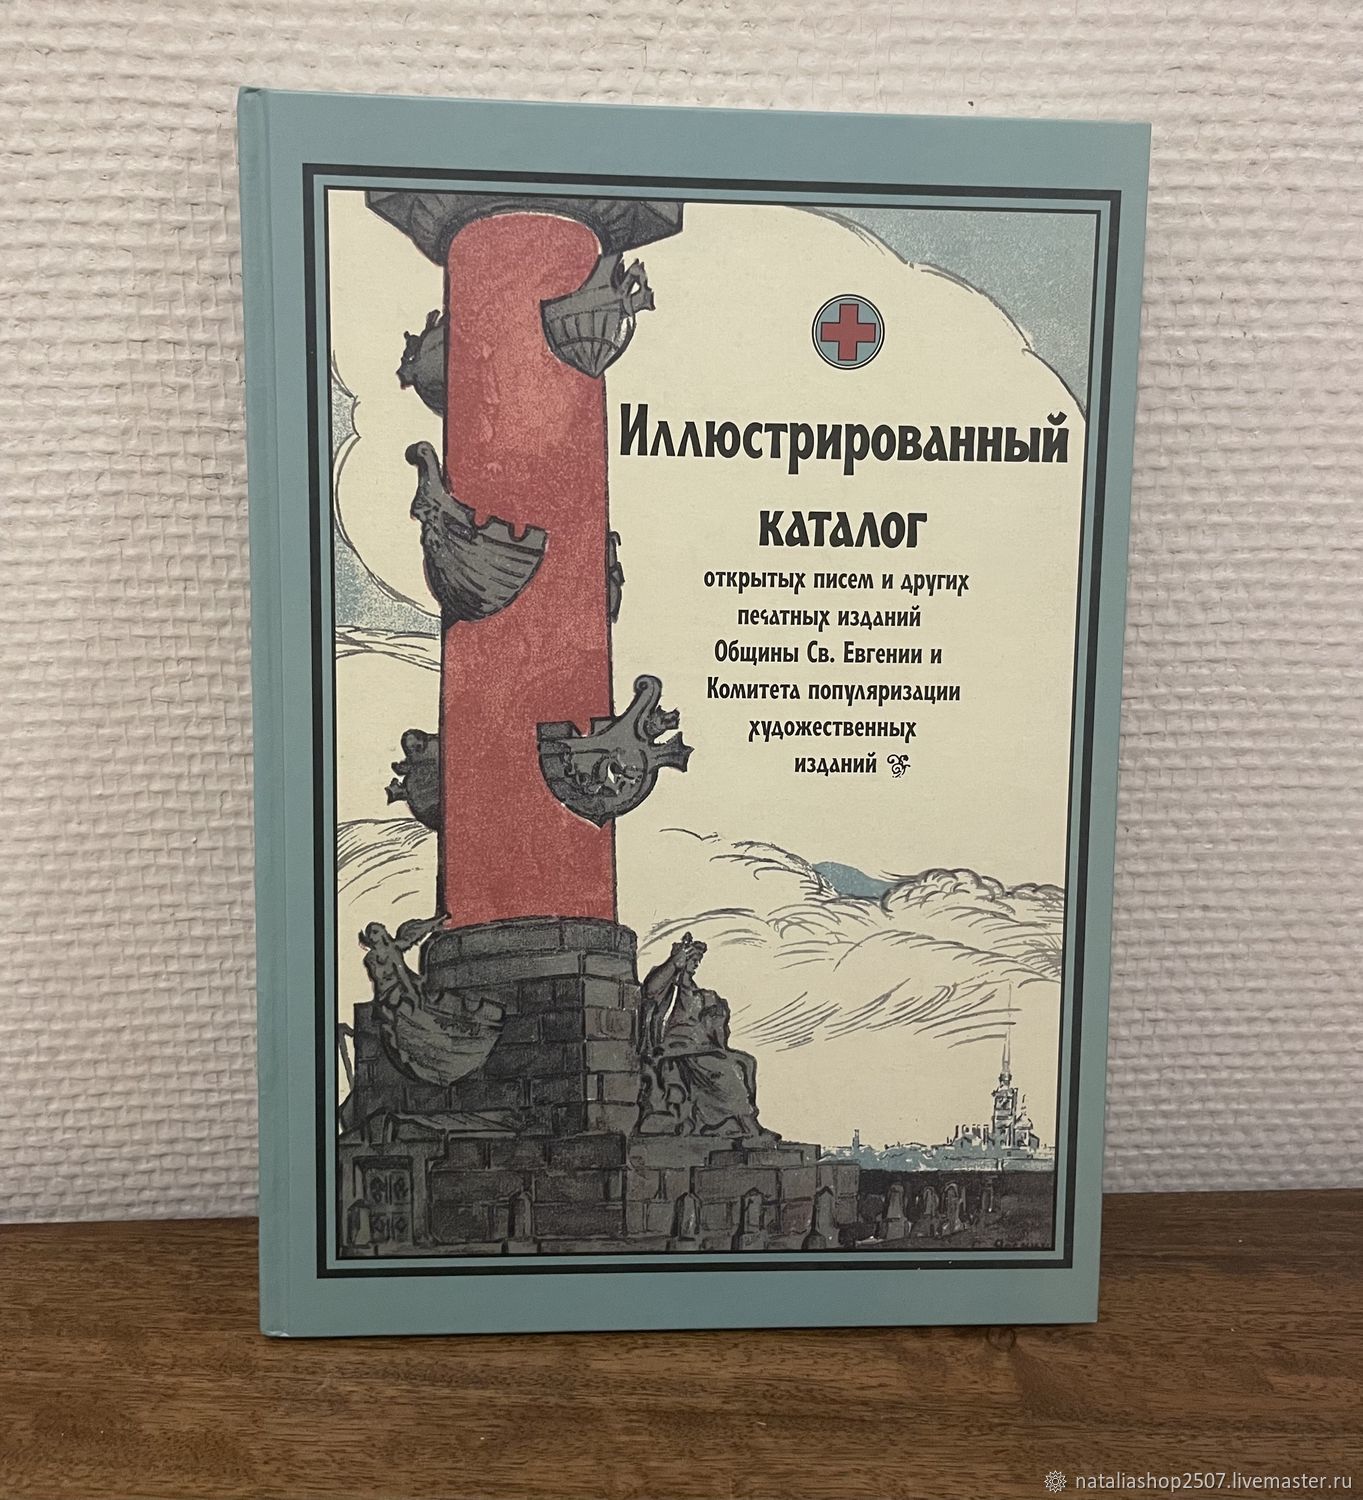 Иллюстрированный
каталог
открытых писем и других
печатных изданий
Общины Св. Евгении и
Комитета популяризации
художественных
изданий
nataliashop2507.livemaster.ru